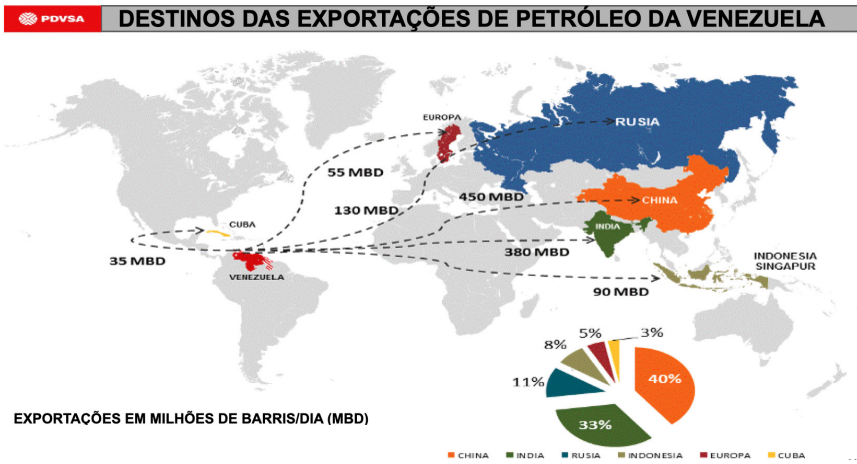 PDVSA
DESTINOS DAS EXPORTAÇÕES DE PETRÓLEO DA VENEZUELA
EUROPA
RUSIA
55 MBD
450 MBD
CHINA
130 MBD
CUBA
INDIA
35 MBD
VENEZUELA
380 MBD
INDONESIA
SINGAPUR
90 MBD
5%
3%
8%
11%
40%
33%
EXPORTAÇÕES EM MILHÕES DE BARRIS/DIA (MBD)
CHINA INDIA RUSIA INDONESIA EUROPA CUBA